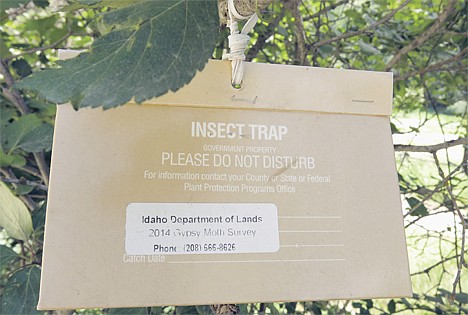 INSECT TRAP
GOVERNMENT PROPERTY
PLEASE DO NOT DISTURB
For information contact your County or State or Federal
Plant Protection Programs Office
Idaho Department of Lands
2014 Gypsy Moth Survey
Phone: (208) 666-8626
Catch Date